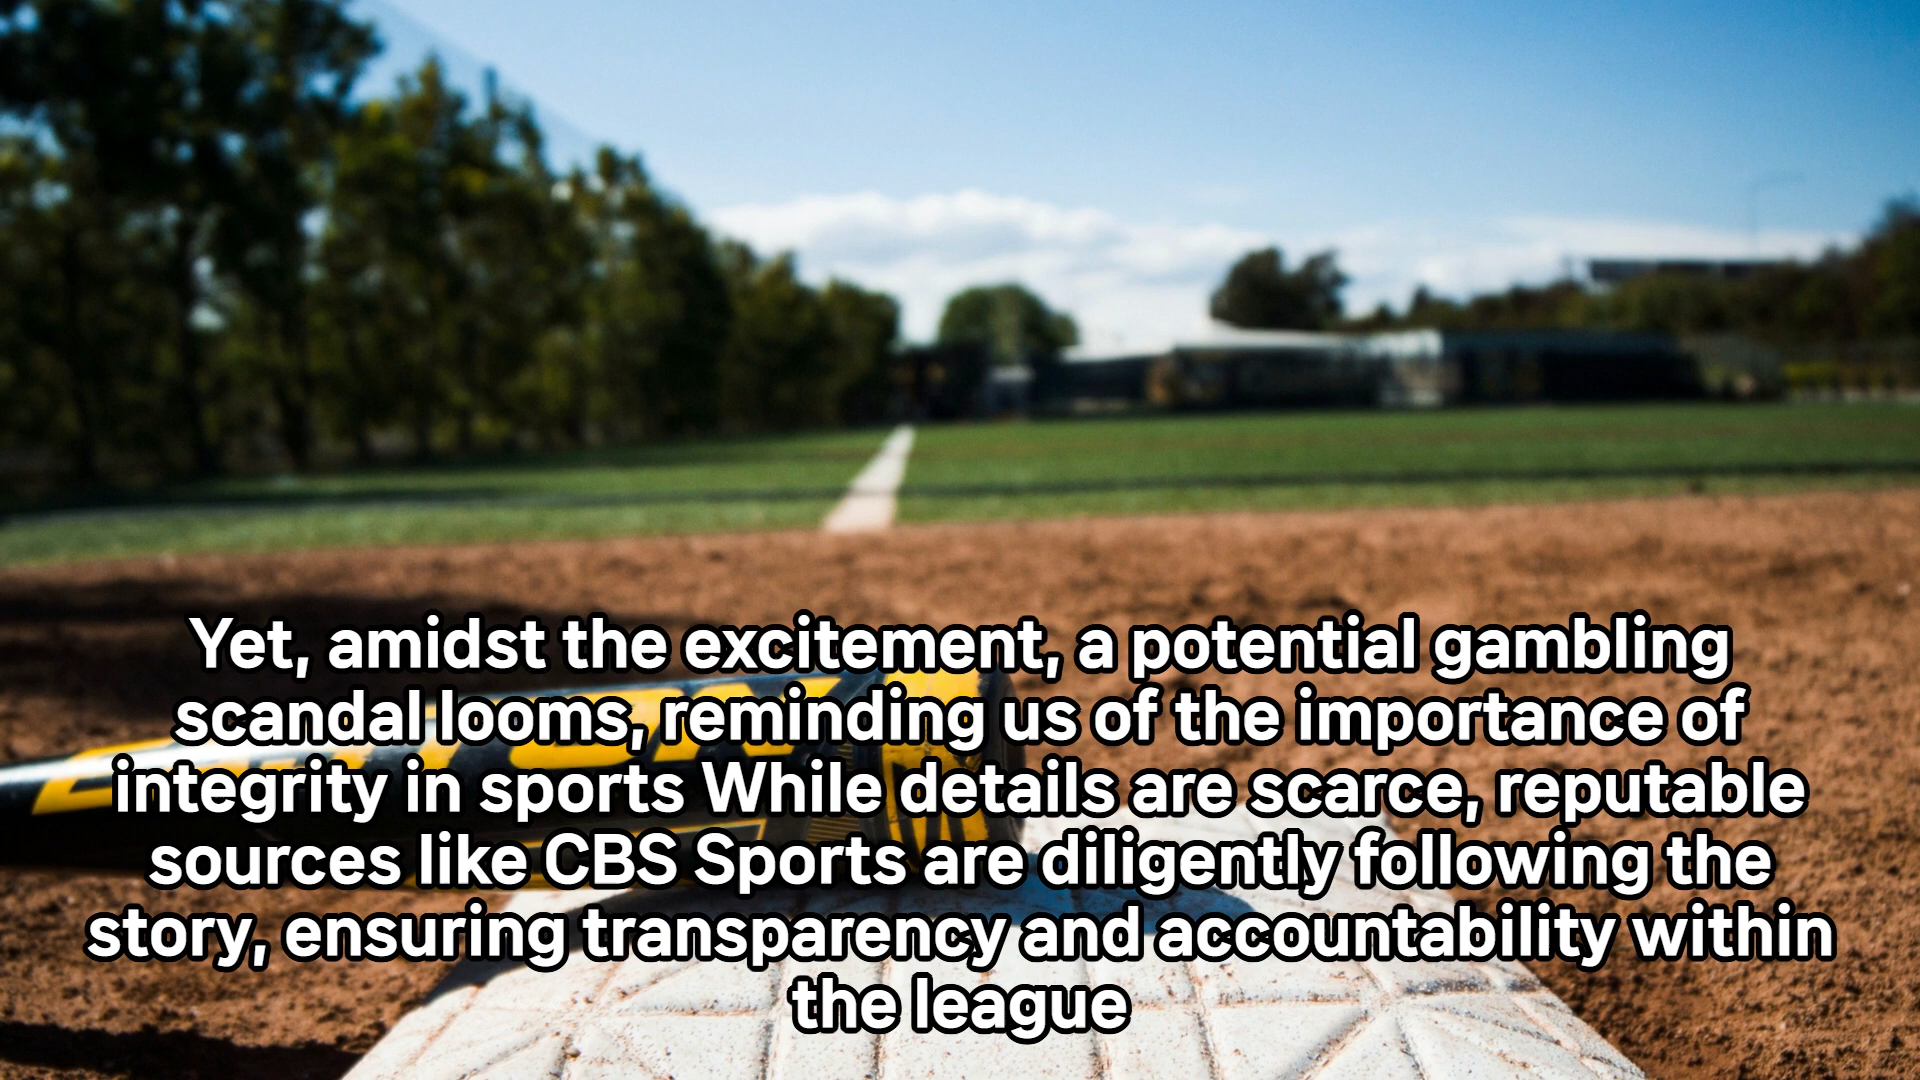 Yet, amidst the excitement, a potential gambling
scandal looms, reminding us of the importance of
integrity in sports While details are scarce, reputable
sources like CBS Sports are diligently following the
story, ensuring transparency and accountability within
the league